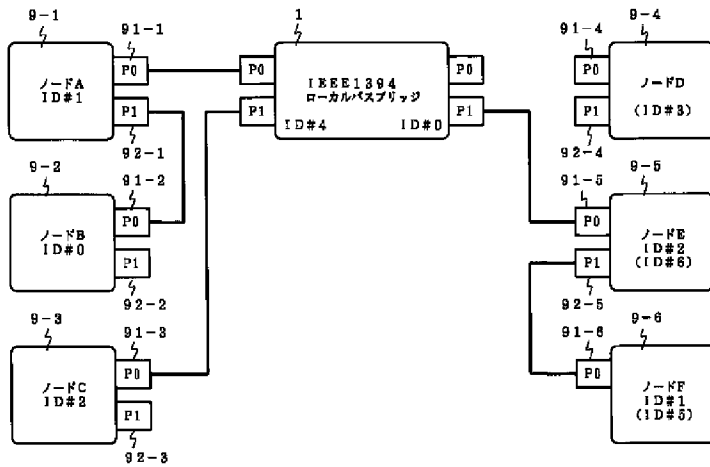 9-1
91-1
P0
ノードA
ID#1
P1
92-1
9-2
91-2
P0
ノードB
ID#0
P1
92-2
9-3
91-3
P0
ノードC
ID#2
P1
92-3
1
P0
P0
IEEE1394
ローカルバスブリッジ
P1
P1
ID#4
ID#0
91-4
9-4
P0
ノードD
P1
(ID#3)
92-4
91-5
9-5
P0
ノードE
ID#2
(ID#6)
P1
92-5
91-6
9-6
P0
ノードF
ID#1
(ID#5)